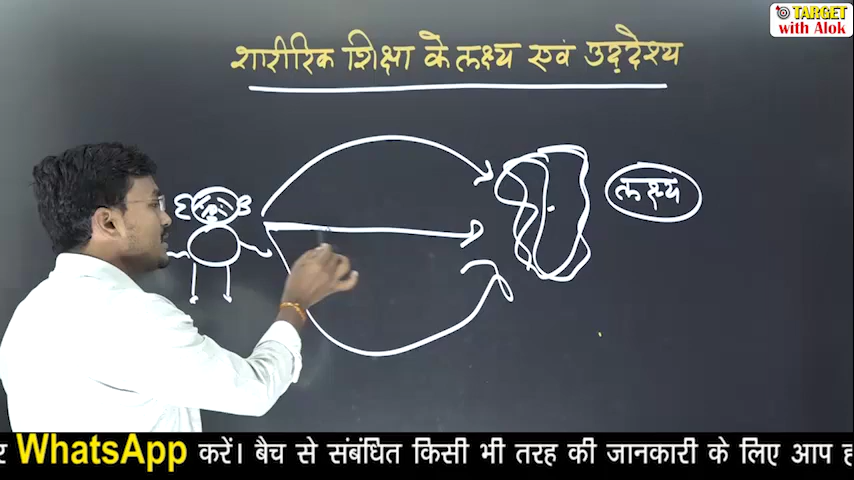 TARGET
with Alok
शारीरिक शिक्षा के लक्ष्य एवं उद्देश्य
लक्ष्य
र WhatsApp करें। बैच से संबंधित किसी भी तरह की जानकारी के लिए आप ह